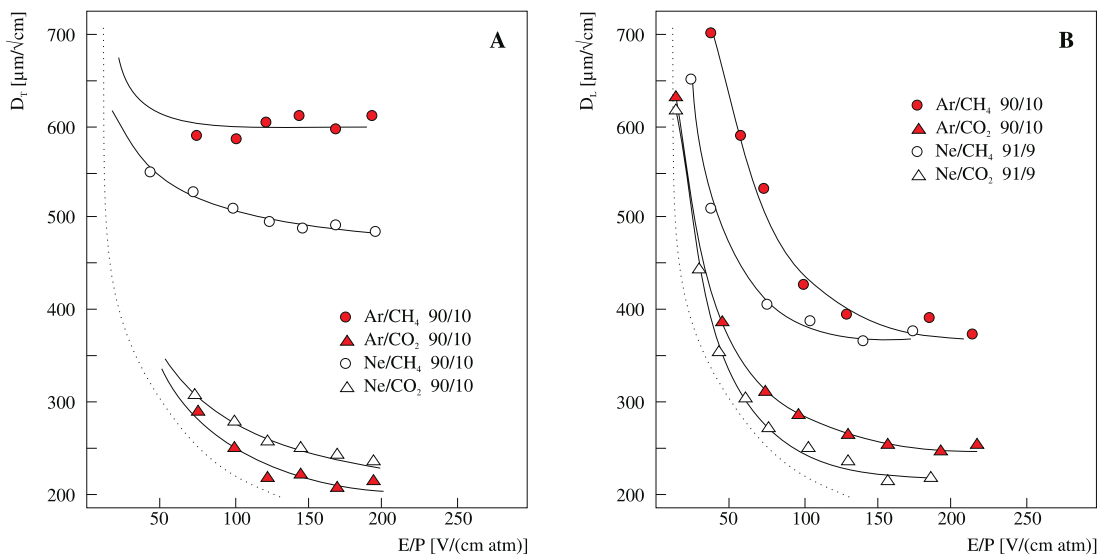 A
D_T [μm/√cm]
700
600
500
400
300
200
Ar/CH₄ 90/10
Ar/CO₂ 90/10
Ne/CH₄ 90/10
Ne/CO₂ 90/10
50 100 150 200 250
E/P [V/(cm atm)]
B
D_L [μm/√cm]
700
600
500
400
300
200
Ar/CH₄ 90/10
Ar/CO₂ 90/10
Ne/CH₄ 91/9
Ne/CO₂ 91/9
50 100 150 200 250
E/P [V/(cm atm)]